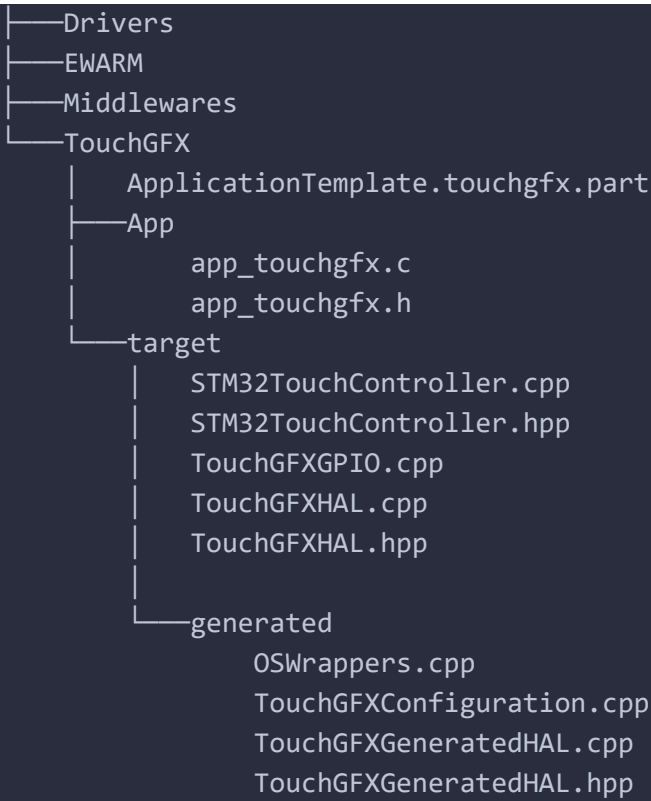 ├───Drivers
├───EWARM
├───Middlewares
└───TouchGFX
    │   ApplicationTemplate.touchgfx.part
    ├───App
    │       app_touchgfx.c
    │       app_touchgfx.h
    └───target
        │   STM32TouchController.cpp
        │   STM32TouchController.hpp
        │   TouchGFXGPIO.cpp
        │   TouchGFXHAL.cpp
        │   TouchGFXHAL.hpp
        │
        └───generated
                OSWrappers.cpp
                TouchGFXConfiguration.cpp
                TouchGFXGeneratedHAL.cpp
                TouchGFXGeneratedHAL.hpp